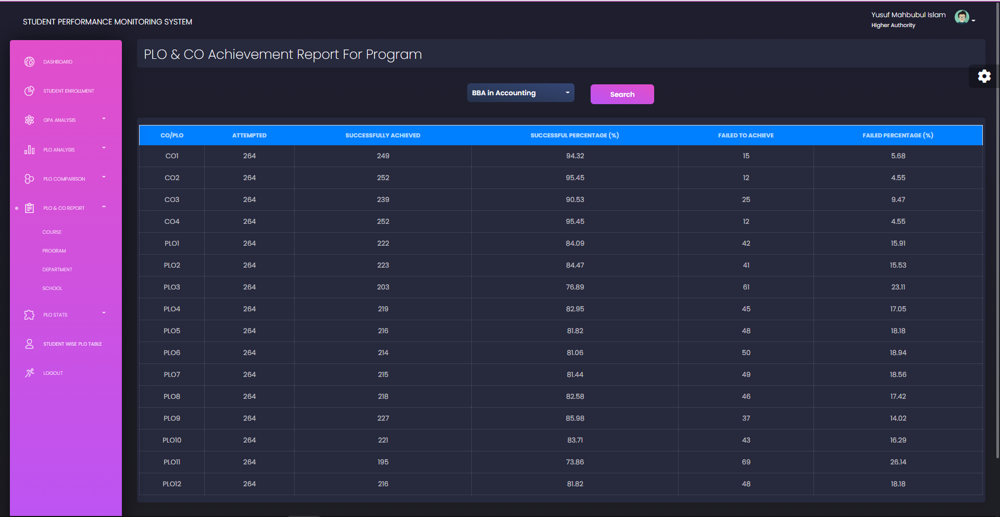 STUDENT PERFORMANCE MONITORING SYSTEM
Yusuf Mahbubul Islam
Higher Authority
DASHBOARD
STUDENT ENROLLMENT
GPA ANALYSIS
PLO ANALYSIS
PLO COMPARISON
PLO & CO REPORT
COURSE
PROGRAM
DEPARTMENT
SCHOOL
PLO STATS
STUDENT WISE PLO TABLE
LOGOUT
PLO & CO Achievement Report For Program
BBA in Accounting
Search
CO/PLO ATTEMPTED SUCCESSFULLY ACHIEVED SUCCESSFUL PERCENTAGE (%) FAILED TO ACHIEVE FAILED PERCENTAGE (%)
CO1 264 249 94.32 15 5.68
CO2 264 252 95.45 12 4.55
CO3 264 239 90.53 25 9.47
CO4 264 252 95.45 12 4.55
PLO1 264 222 84.09 42 15.91
PLO2 264 223 84.47 41 15.53
PLO3 264 203 76.89 61 23.11
PLO4 264 219 82.95 45 17.05
PLO5 264 216 81.82 48 18.18
PLO6 264 214 81.06 50 18.94
PLO7 264 215 81.44 49 18.56
PLO8 264 218 82.58 46 17.42
PLO9 264 227 85.98 37 14.02
PLO10 264 221 83.71 43 16.29
PLO11 264 195 73.86 69 26.14
PLO12 264 216 81.82 48 18.18